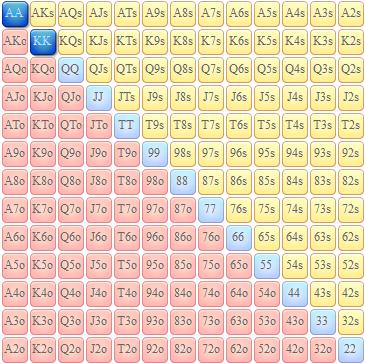 AA AKs AQs AJs ATs A9s A8s A7s A6s A5s A4s A3s A2s
AKo KK KQs KJs KTs K9s K8s K7s K6s K5s K4s K3s K2s
AQo KQo QQ QJs QTs Q9s Q8s Q7s Q6s Q5s Q4s Q3s Q2s
AJo KJo QJo JJ JTs J9s J8s J7s J6s J5s J4s J3s J2s
ATo KTo QTo JTo TT T9s T8s T7s T6s T5s T4s T3s T2s
A9o K9o Q9o J9o T9o 99 98s 97s 96s 95s 94s 93s 92s
A8o K8o Q8o J8o T8o 98o 88 87s 86s 85s 84s 83s 82s
A7o K7o Q7o J7o T7o 97o 87o 77 76s 75s 74s 73s 72s
A6o K6o Q6o J6o T6o 96o 86o 76o 66 65s 64s 63s 62s
A5o K5o Q5o J5o T5o 95o 85o 75o 65o 55 54s 53s 52s
A4o K4o Q4o J4o T4o 94o 84o 74o 64o 54o 44 43s 42s
A3o K3o Q3o J3o T3o 93o 83o 73o 63o 53o 43o 33 32s
A2o K2o Q2o J2o T2o 92o 82o 72o 62o 52o 42o 32o 22